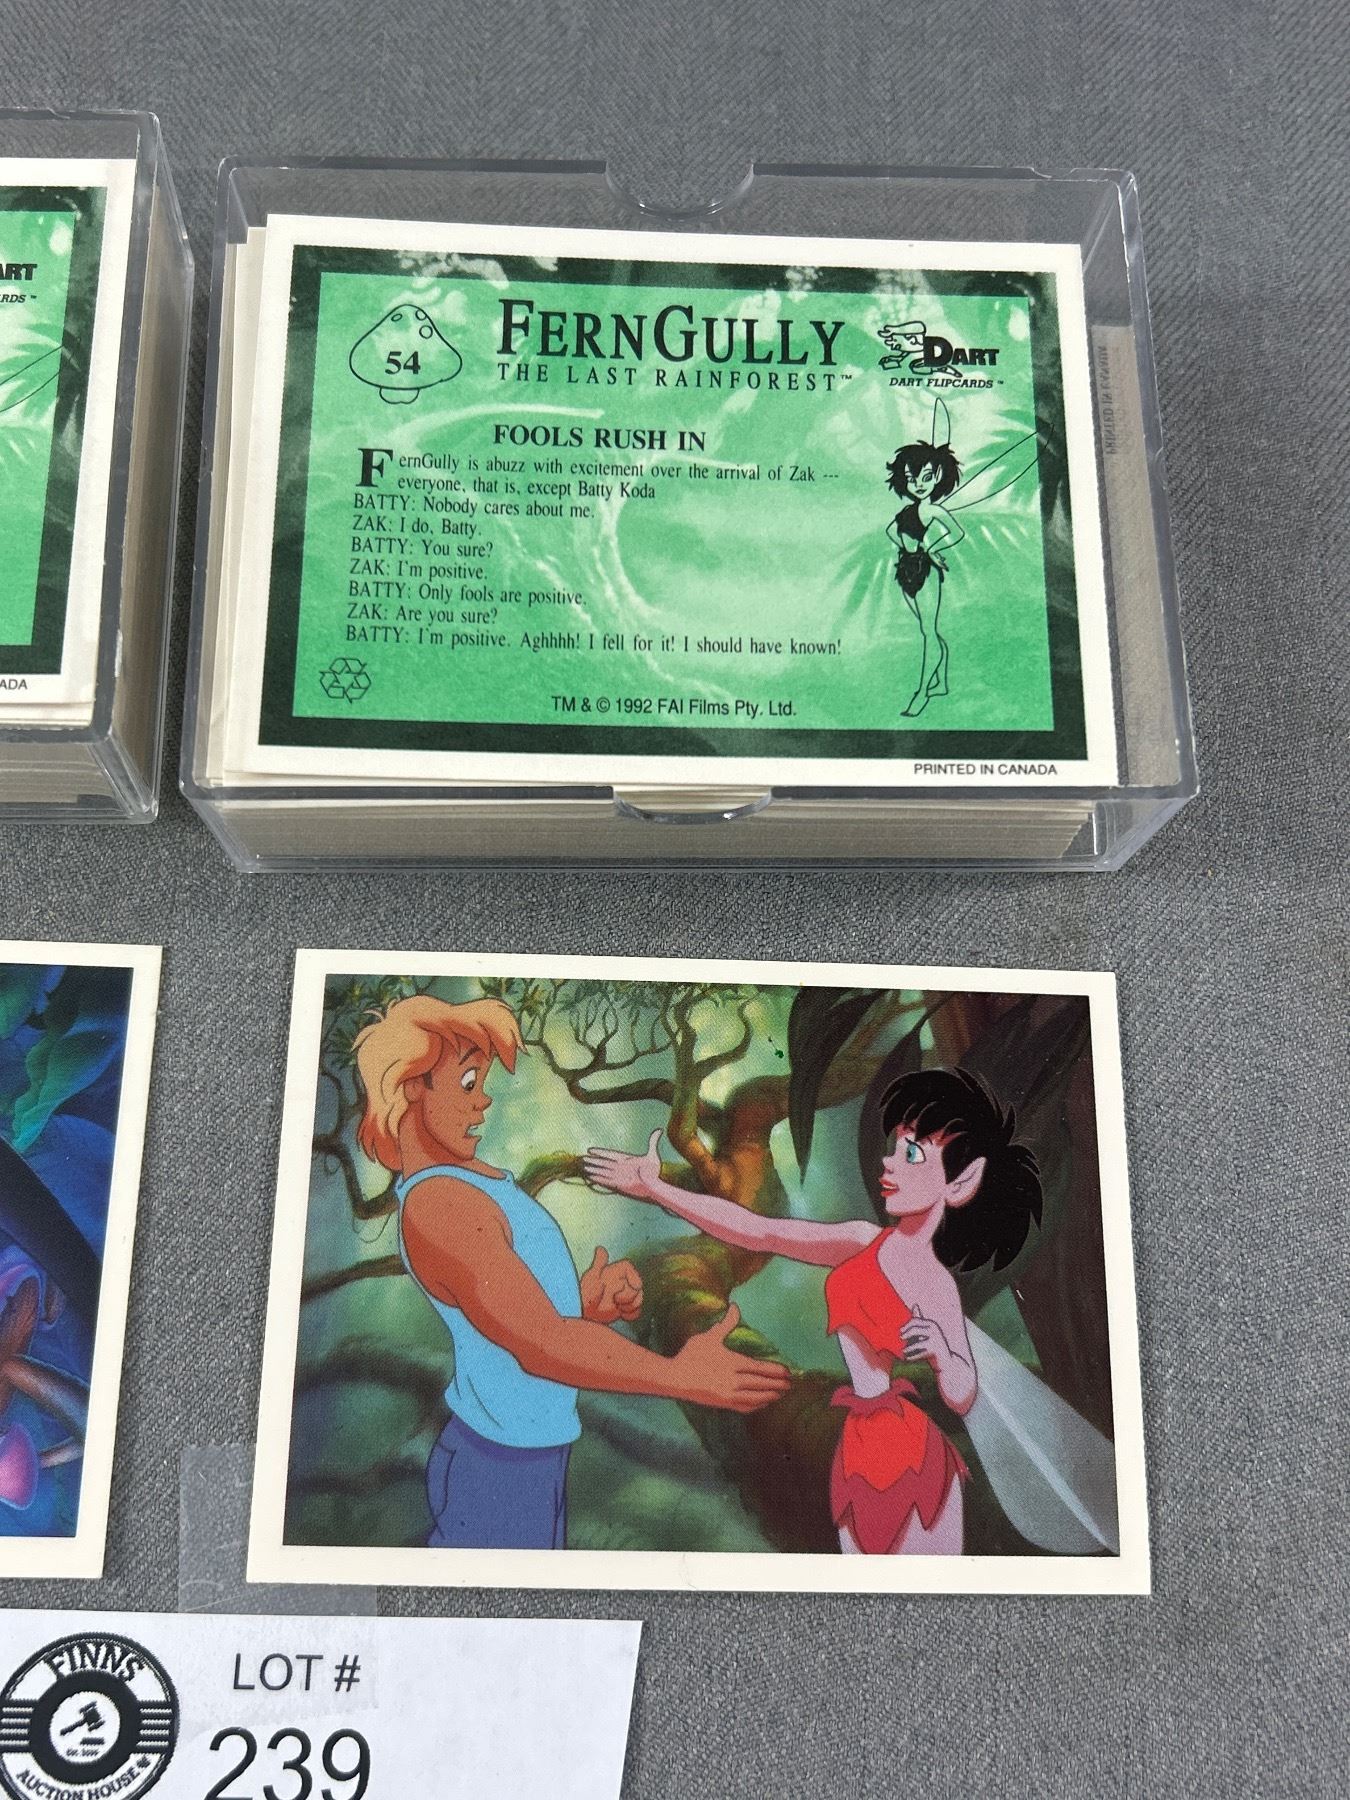 ART
RDS™
ADA
54
FERNGULLY
THE LAST RAINFOREST™
DART
DART FLIPCARDS™
FOOLS RUSH IN
FernGully is abuzz with excitement over the arrival of Zak ---
everyone, that is, except Batty Koda
BATTY: Nobody cares about me.
ZAK: I do, Batty.
BATTY: You sure?
ZAK: I'm positive.
BATTY: Only fools are positive.
ZAK: Are you sure?
BATTY: I'm positive. Aghhhh! I fell for it! I should have known!
TM & © 1992 FAI Films Pty. Ltd.
PRINTED IN CANADA
FINNS
AUCTION HOUSE
LOT #
239